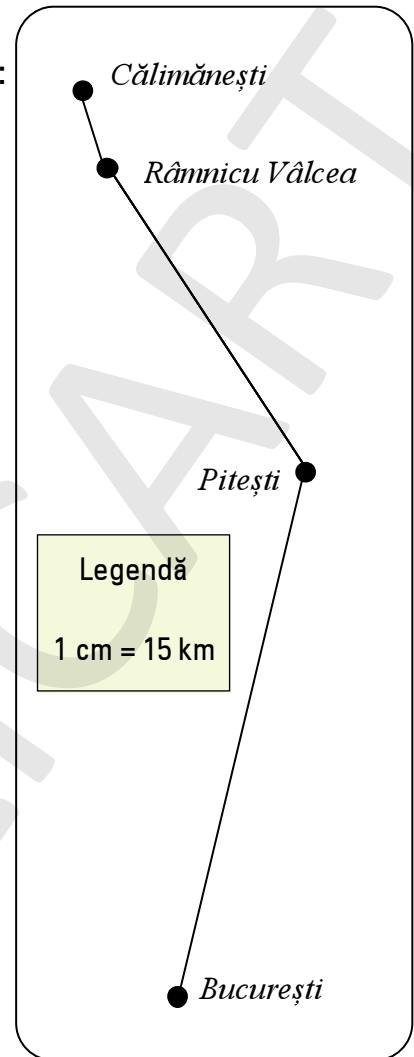 :
Călimănești
Râmnicu Vâlcea
Pitești
Legendă
1 cm = 15 km
București